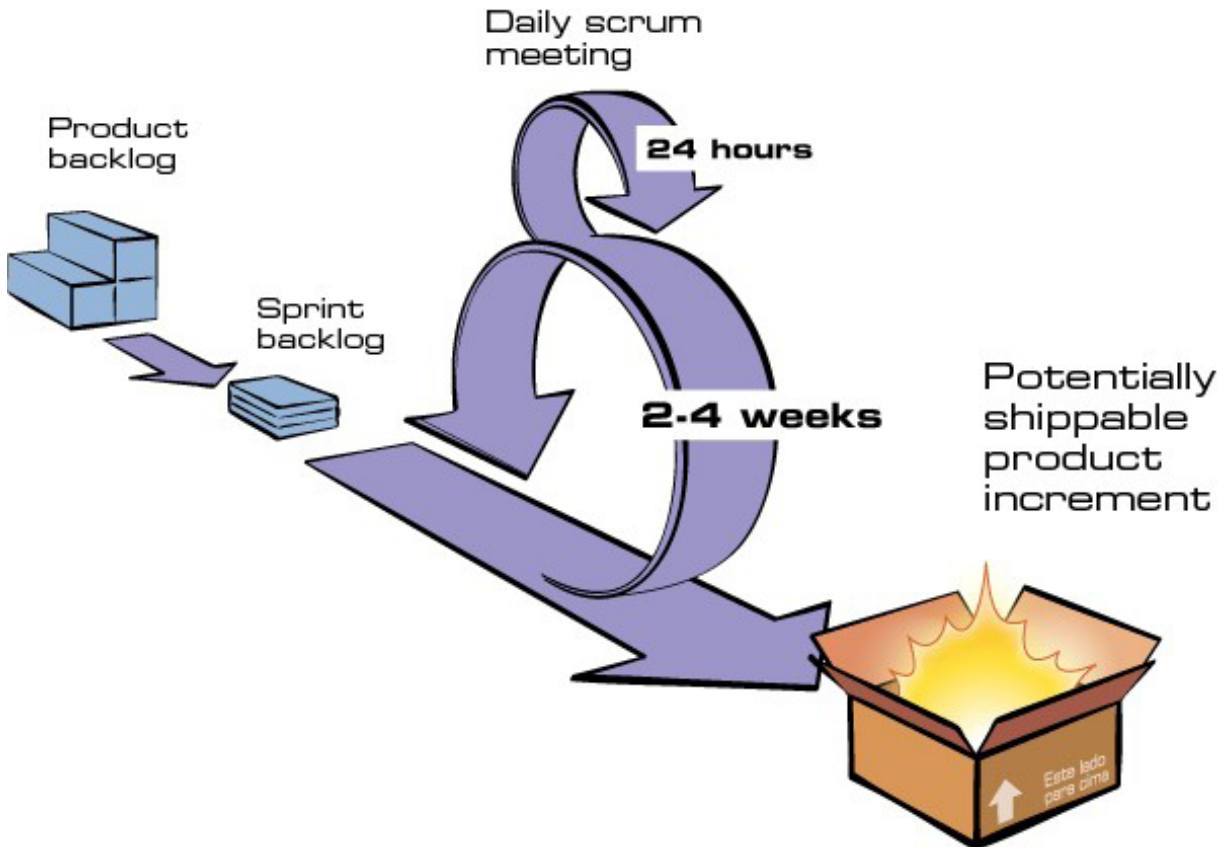 Daily scrum
meeting
24 hours
Product
backlog
Sprint
backlog
2-4 weeks
Potentially
shippable
product
increment
Este lado
para cima